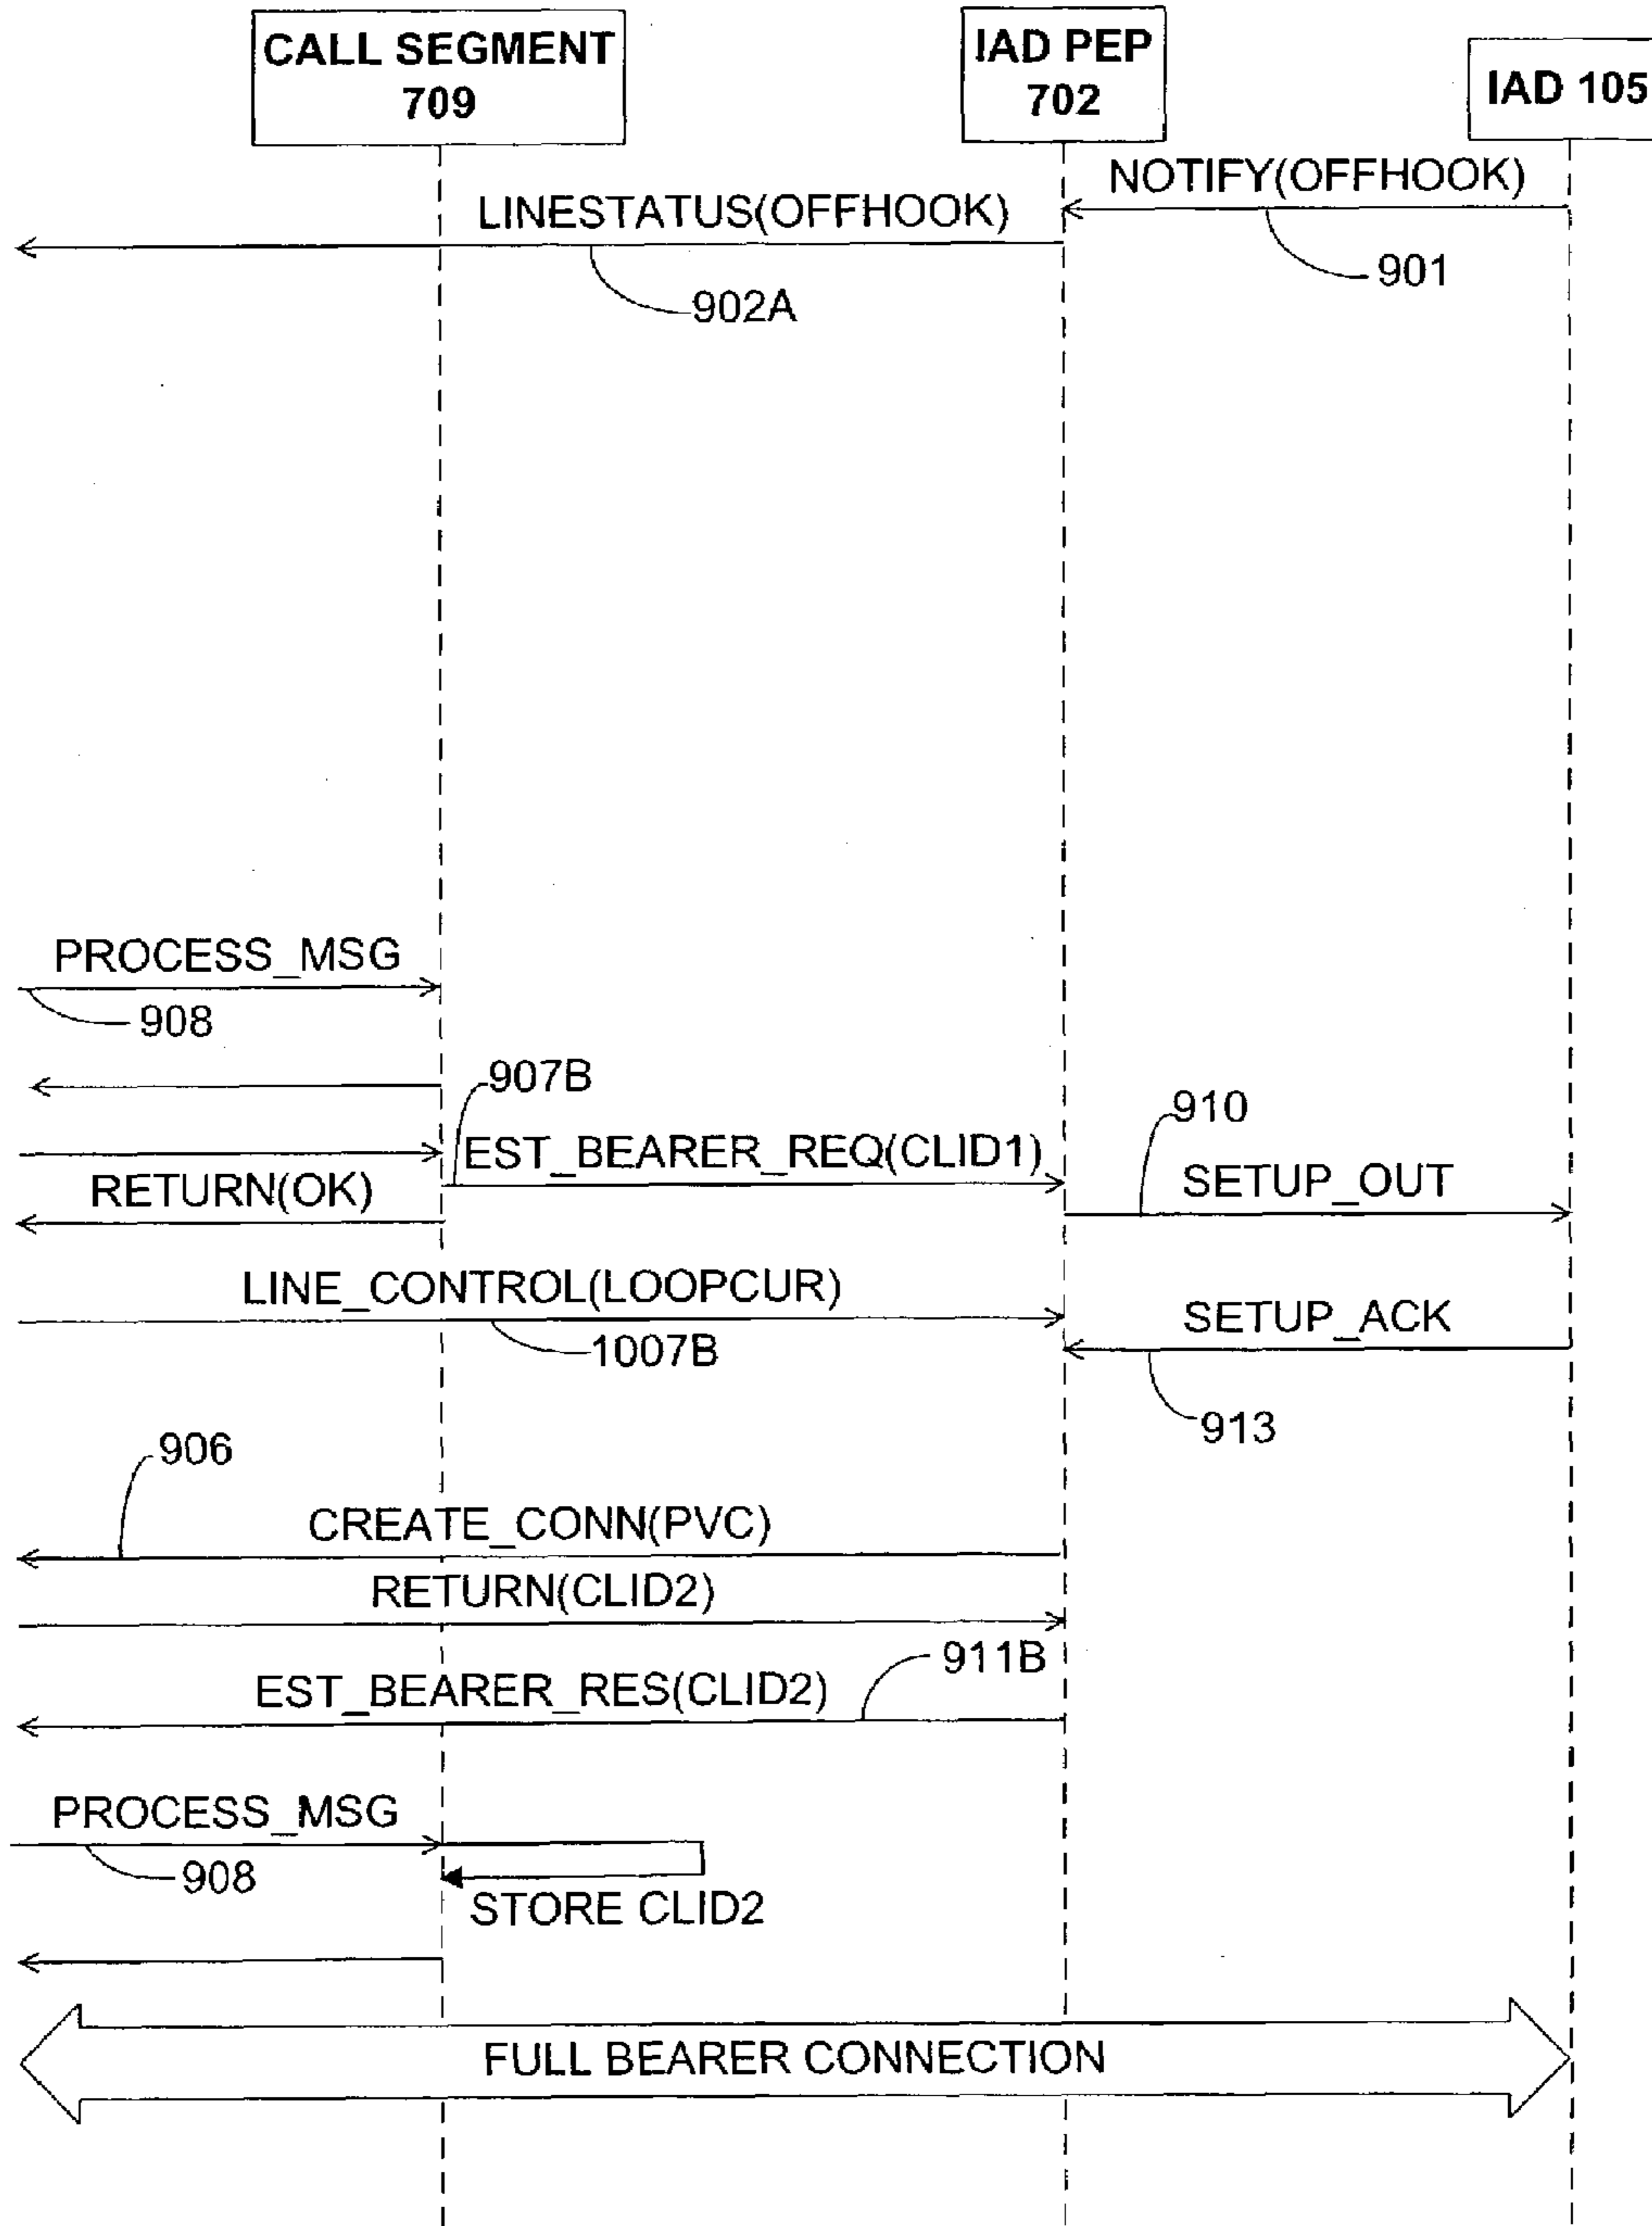 CALL SEGMENT
709
IAD PEP
702
IAD 105
NOTIFY(OFFHOOK)
LINESTATUS(OFFHOOK)
901
902A
PROCESS_MSG
908
907B
910
EST_BEARER_REQ(CLID1)
SETUP_OUT
RETURN(OK)
LINE_CONTROL(LOOPCUR)
SETUP_ACK
1007B
913
906
CREATE_CONN(PVC)
RETURN(CLID2)
911B
EST_BEARER_RES(CLID2)
PROCESS_MSG
908
STORE CLID2
FULL BEARER CONNECTION